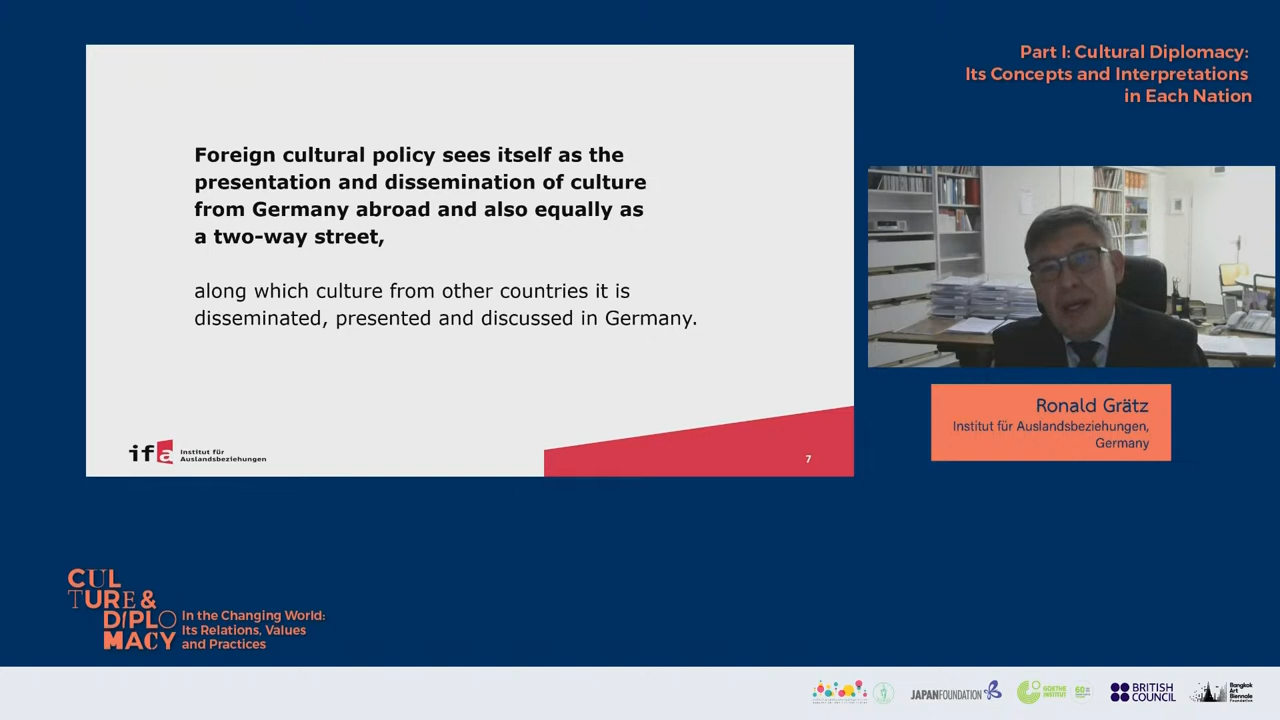 Part I: Cultural Diplomacy:
Its Concepts and Interpretations
in Each Nation
Foreign cultural policy sees itself as the
presentation and dissemination of culture
from Germany abroad and also equally as
a two-way street,
along which culture from other countries it is
disseminated, presented and discussed in Germany.
ifa Institut für
Auslandsbeziehungen
7
Ronald Grätz
Institut für Auslandsbeziehungen,
Germany
CUL
TURE &
DIPLO
MACY
In the Changing World:
Its Relations, Values
and Practices
JAPANFOUNDATION
GOETHE
INSTITUT
60
BRITISH
COUNCIL
Bangkok
Art
Biennale
Foundation